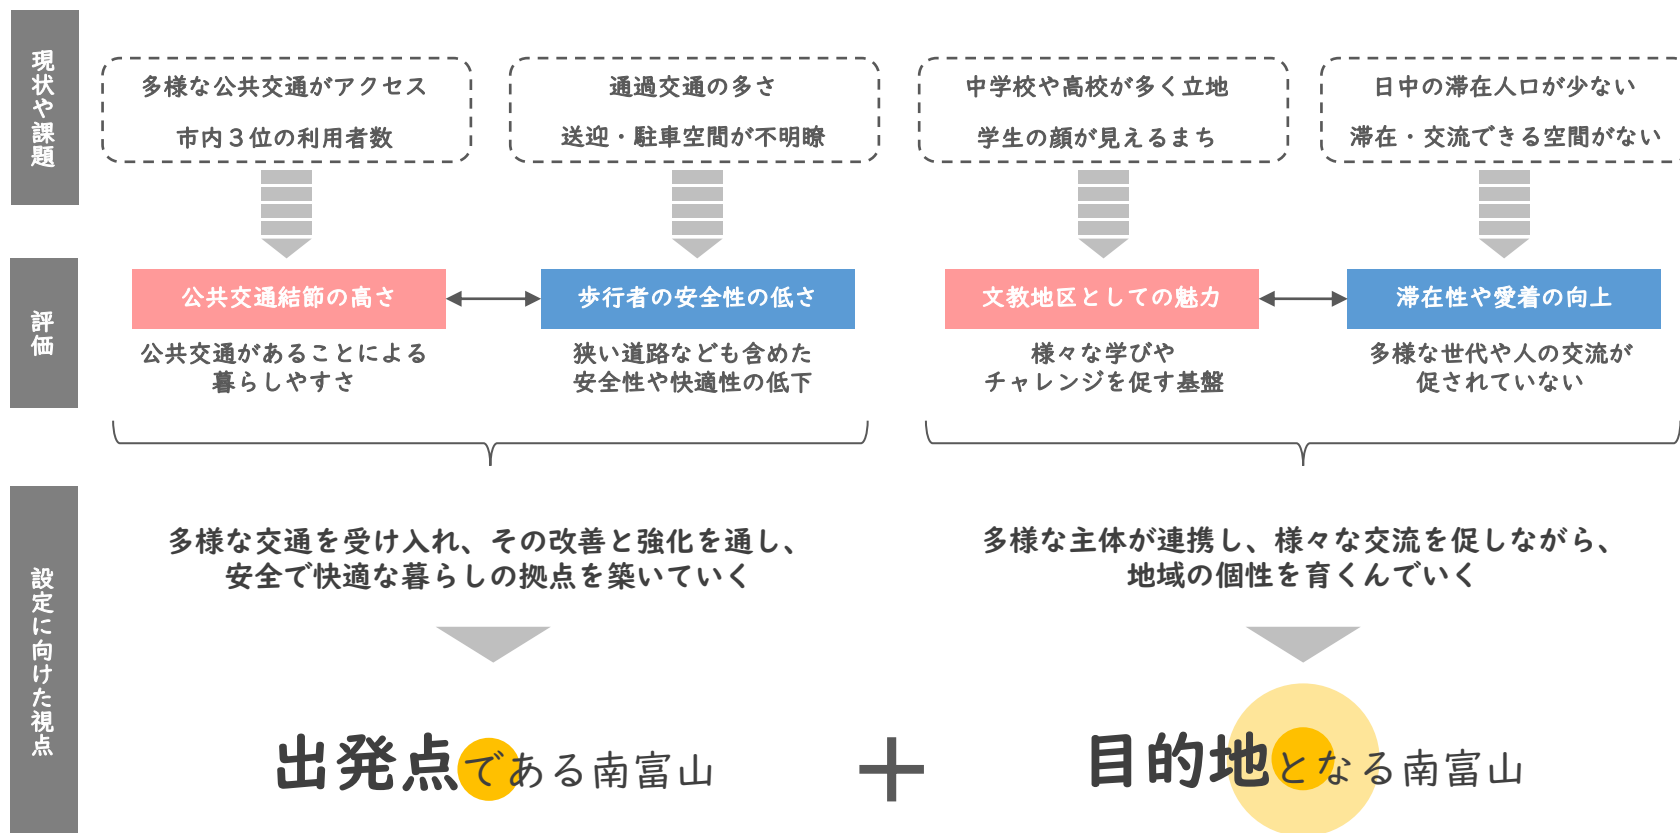 現状や課題
多様な公共交通がアクセス
市内３位の利用者数
通過交通の多さ
送迎・駐車空間が不明瞭
中学校や高校が多く立地
学生の顔が見えるまち
日中の滞在人口が少ない
滞在・交流できる空間がない
評価
公共交通結節の高さ
公共交通があることによる
暮らしやすさ
歩行者の安全性の低さ
狭い道路なども含めた
安全性や快適性の低下
文教地区としての魅力
様々な学びや
チャレンジを促す基盤
滞在性や愛着の向上
多様な世代や人の交流が
促されていない
設定に向けた視点
多様な交通を受け入れ、その改善と強化を通し、
安全で快適な暮らしの拠点を築いていく
多様な主体が連携し、様々な交流を促しながら、
地域の個性を育くんでいく
出発点である南富山
＋
目的地となる南富山